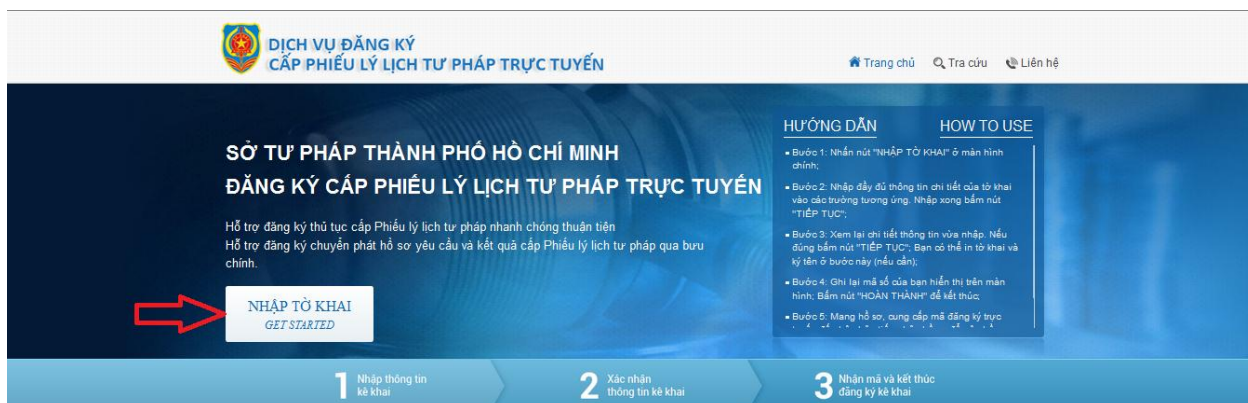 DỊCH VỤ ĐĂNG KÝ
CẤP PHIẾU LÝ LỊCH TƯ PHÁP TRỰC TUYẾN
Trang chủ Tra cứu Liên hệ
SỞ TƯ PHÁP THÀNH PHỐ HỒ CHÍ MINH
ĐĂNG KÝ CẤP PHIẾU LÝ LỊCH TƯ PHÁP TRỰC TUYẾN
Hỗ trợ đăng ký thủ tục cấp Phiếu lý lịch tư pháp nhanh chóng thuận tiện
Hỗ trợ đăng ký chuyển phát hồ sơ yêu cầu và kết quả cấp Phiếu lý lịch tư pháp qua bưu
chính.
NHẬP TỜ KHAI
GET STARTED
HƯỚNG DẪN HOW TO USE
Bước 1: Nhấn nút "NHẬP TỜ KHAI" ở màn hình
chính;
Bước 2: Nhập đầy đủ thông tin chi tiết của tờ khai
vào các trường tương ứng. Nhập xong bấm nút
"TIẾP TỤC";
Bước 3: Xem lại chi tiết thông tin vừa nhập. Nếu
đúng bấm nút "TIẾP TỤC"; Bạn có thể in tờ khai và
ký tên ở bước này (nếu cần);
Bước 4: Ghi lại mã số của bạn hiển thị trên màn
hình; Bấm nút "HOÀN THÀNH" để kết thúc;
Bước 5: Mang hồ sơ, cung cấp mã đăng ký trực
1 Nhập thông tin
kê khai
2 Xác nhận
thông tin kê khai
3 Nhận mã và kết thúc
đăng ký kê khai